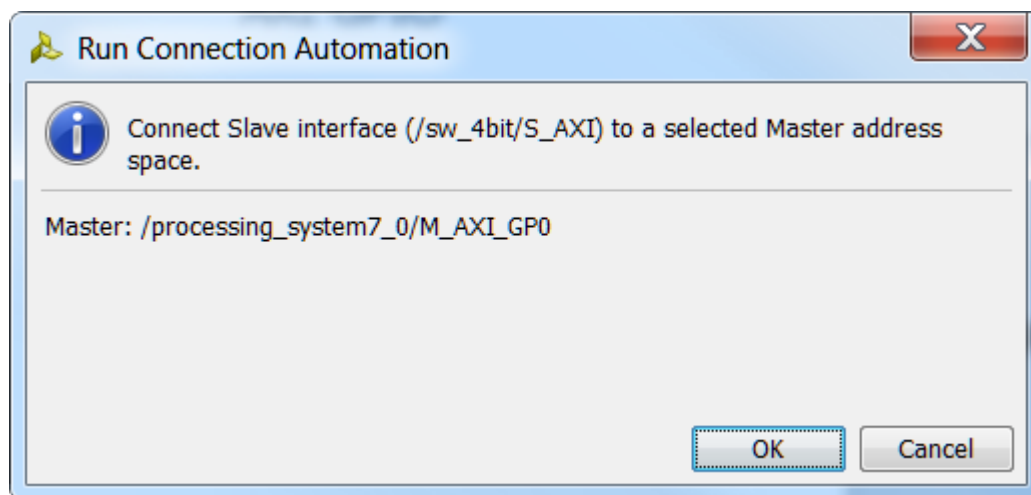 Run Connection Automation
Connect Slave interface (/sw_4bit/S_AXI) to a selected Master address
space.
Master: /processing_system7_0/M_AXI_GP0
OK Cancel